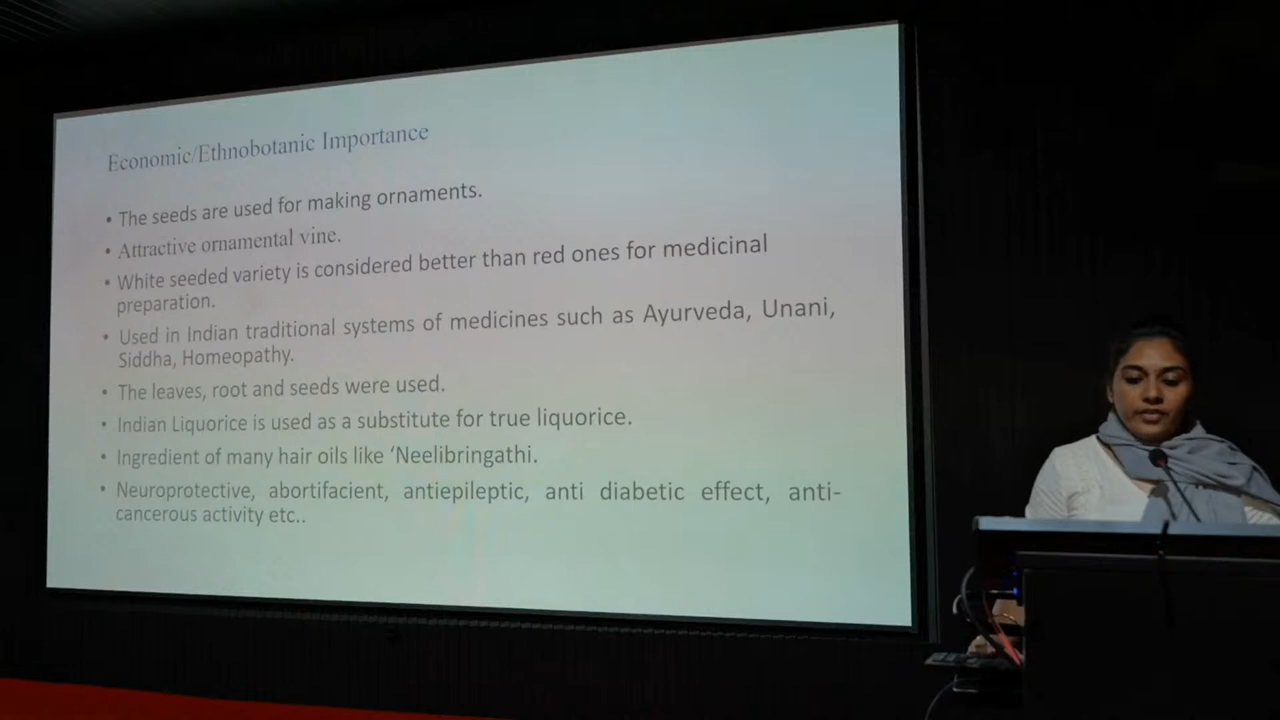 Economic/Ethnobotanic Importance
• The seeds are used for making ornaments.
• Attractive ornamental vine.
• White seeded variety is considered better than red ones for medicinal
preparation.
• Used in Indian traditional systems of medicines such as Ayurveda, Unani,
Siddha, Homeopathy.
• The leaves, root and seeds were used.
• Indian Liquorice is used as a substitute for true liquorice.
• Ingredient of many hair oils like ‘Neelibringathi.
• Neuroprotective, abortifacient, antiepileptic, anti diabetic effect, anti-
cancerous activity etc..